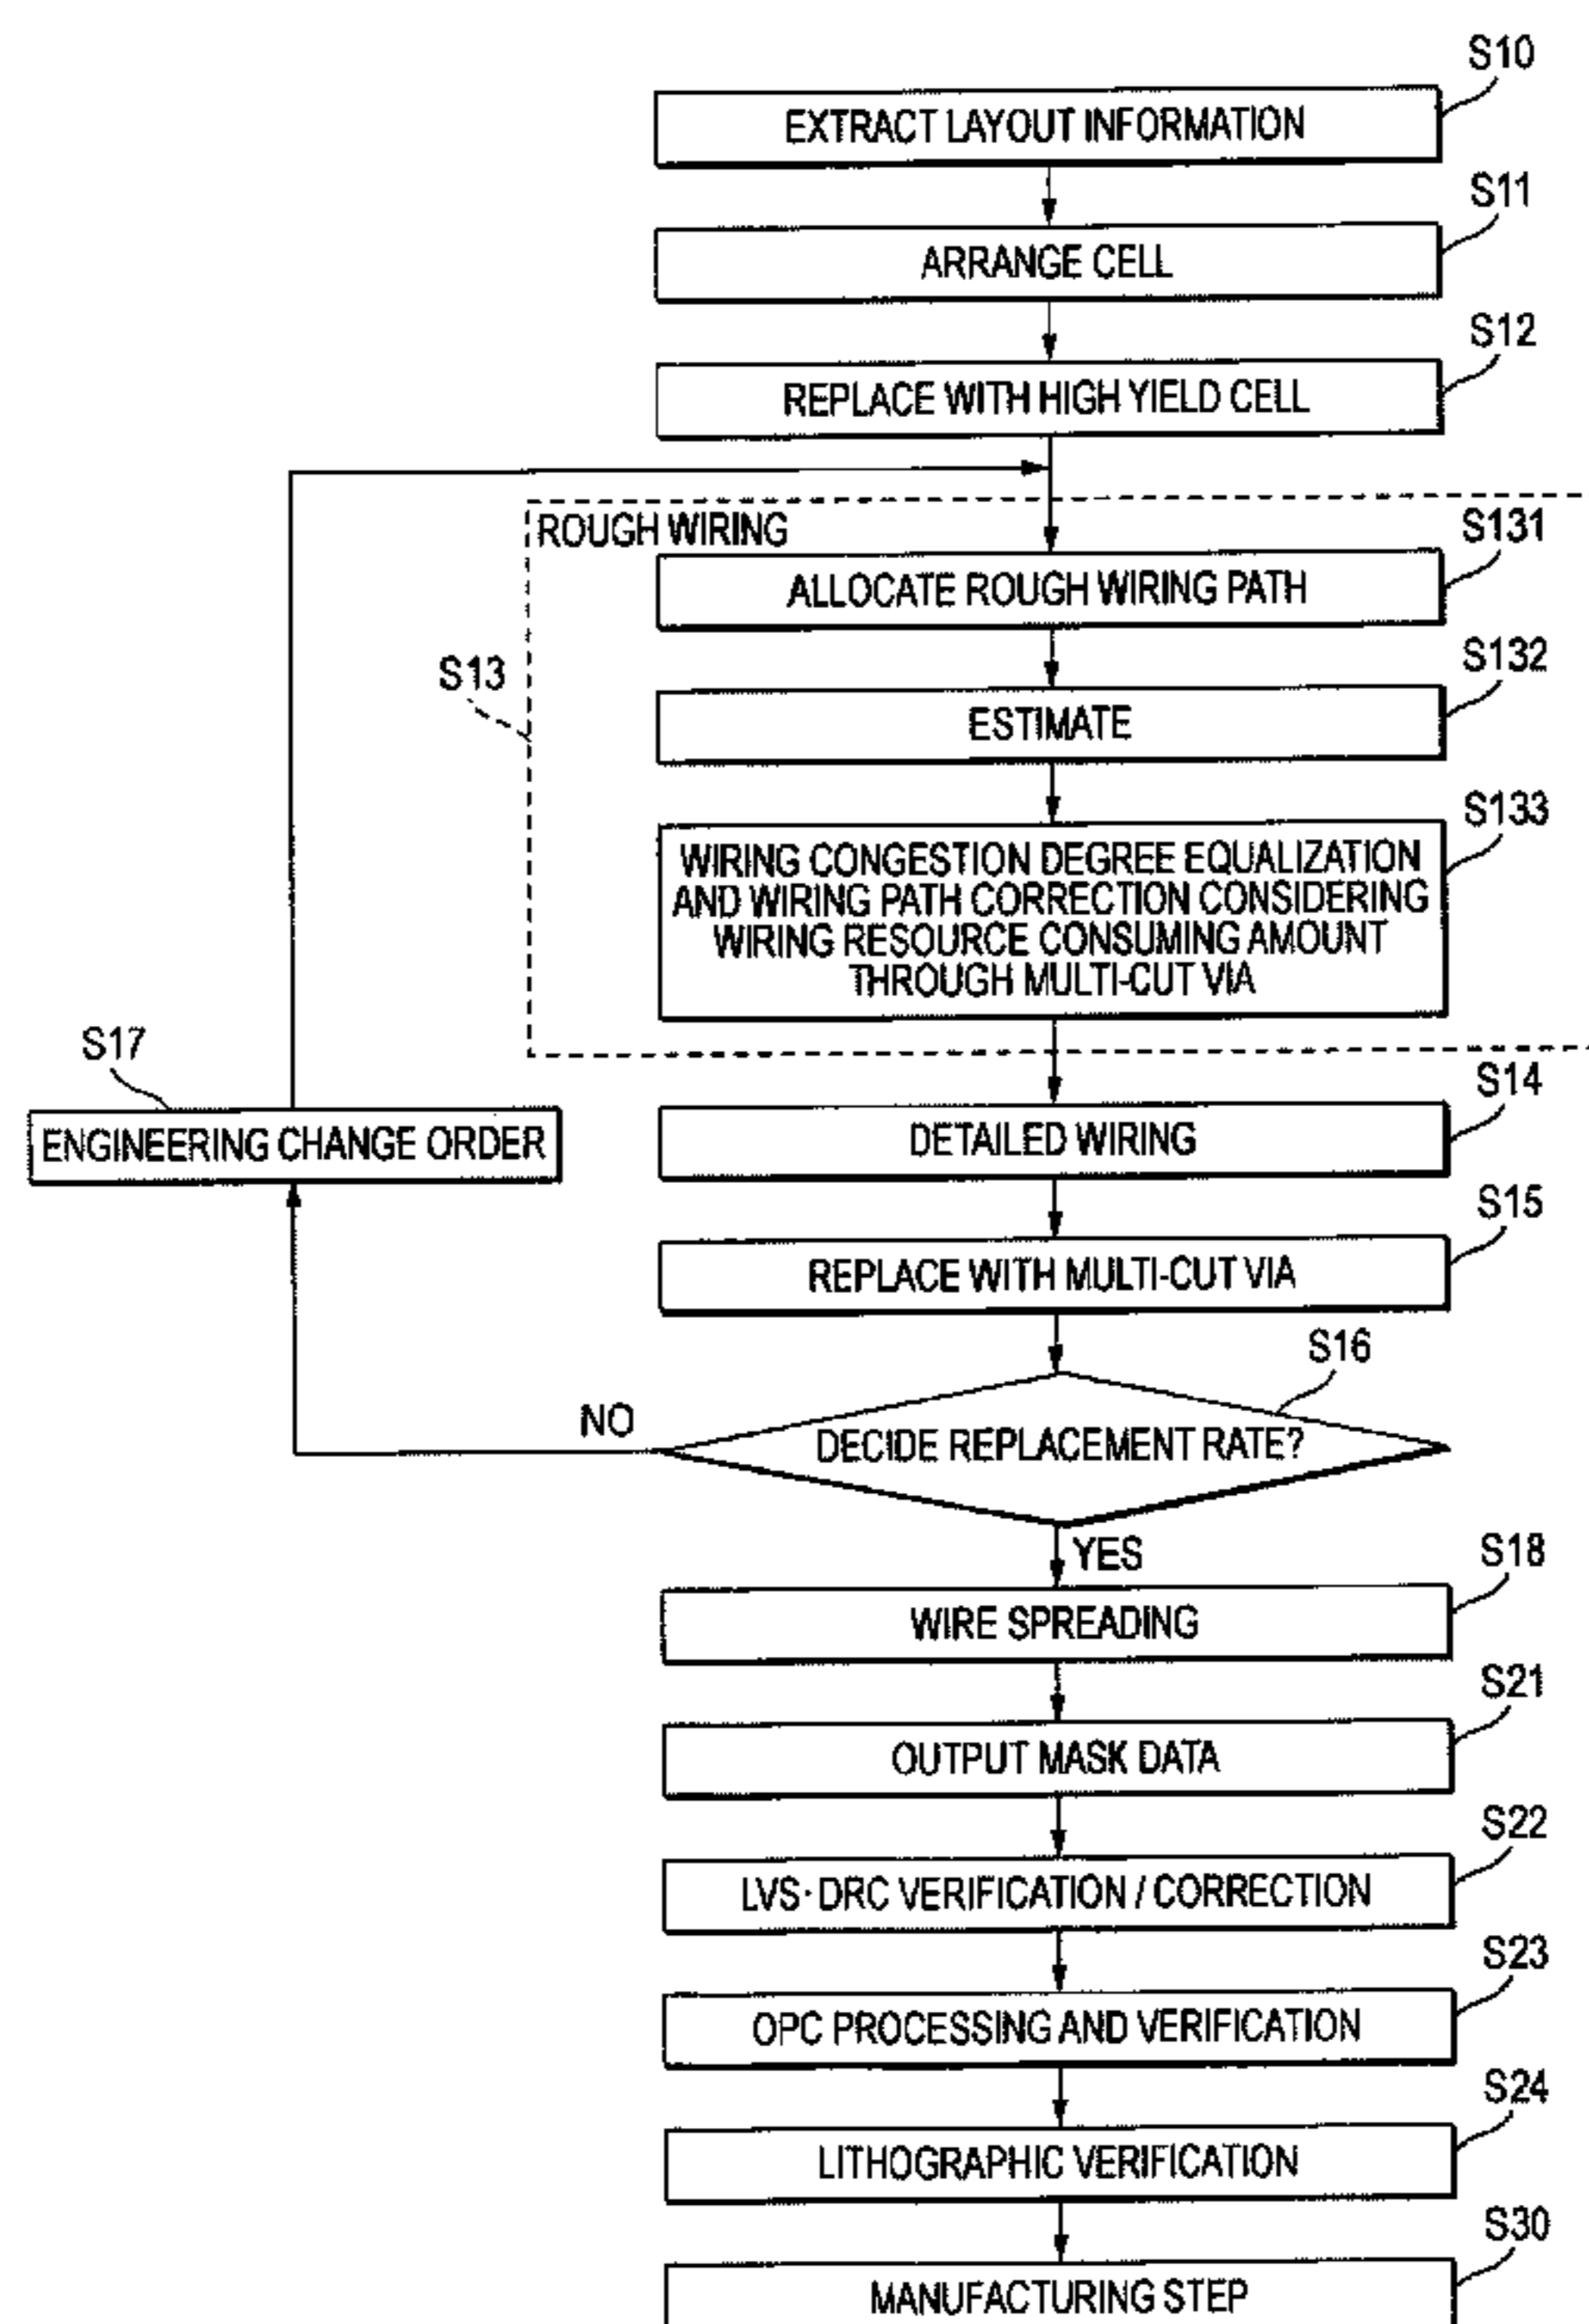 S10
EXTRACT LAYOUT INFORMATION
S11
ARRANGE CELL
S12
REPLACE WITH HIGH YIELD CELL
ROUGH WIRING
S131
ALLOCATE ROUGH WIRING PATH
S13
S132
ESTIMATE
S133
WIRING CONGESTION DEGREE EQUALIZATION
AND WIRING PATH CORRECTION CONSIDERING
WIRING RESOURCE CONSUMING AMOUNT
THROUGH MULTI-CUT VIA
S17
ENGINEERING CHANGE ORDER
S14
DETAILED WIRING
S15
REPLACE WITH MULTI-CUT VIA
S16
NO
DECIDE REPLACEMENT RATE?
YES
S18
WIRE SPREADING
S21
OUTPUT MASK DATA
S22
LVS·DRC VERIFICATION / CORRECTION
S23
OPC PROCESSING AND VERIFICATION
S24
LITHOGRAPHIC VERIFICATION
S30
MANUFACTURING STEP